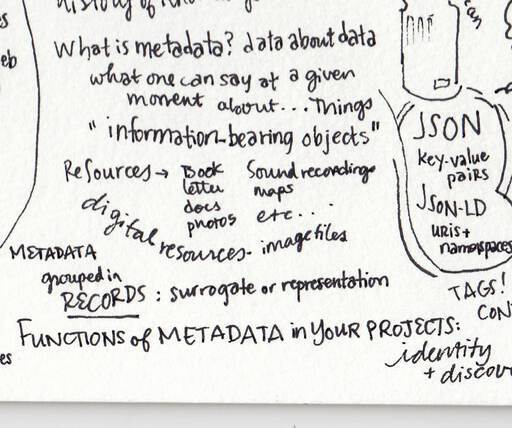 What is metadata? data about data
what one can say at a given
moment about... Things
"information-bearing objects"
Resources → Book
letter
docs
photos
Sound recordings
maps
etc....
digital resources - image files
METADATA
grouped in
RECORDS: surrogate or representation
FUNCTIONS of METADATA in YOUR PROJECTS:
identity
+ discov
JSON
key-value
pairs
JSON-LD
URIs +
namespaces
TAGS!
CON
es
eb
es